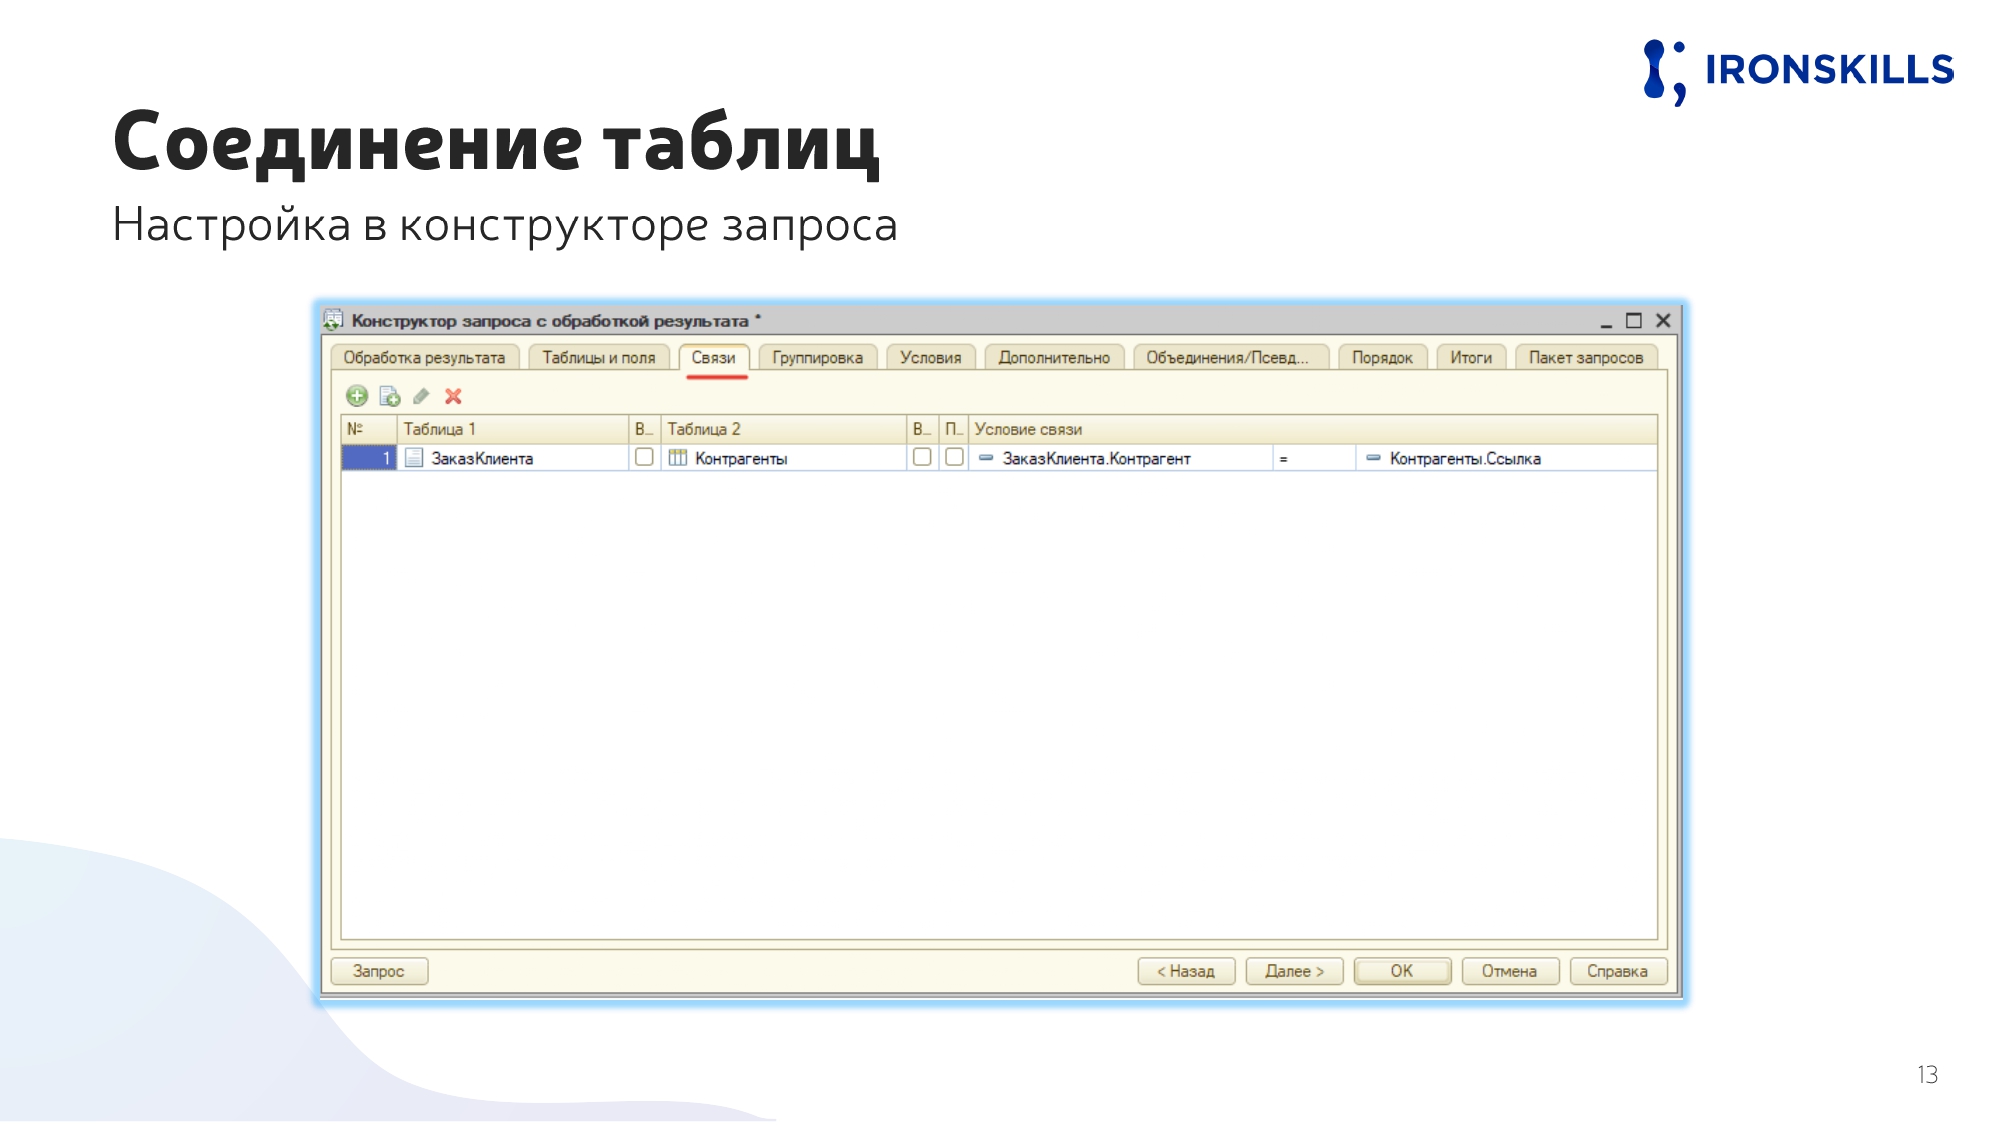 IRONSKILLS
Соединение таблиц
Настройка в конструкторе запроса
Конструктор запроса с обработкой результата *
Обработка результата Таблицы и поля Связи Группировка Условия Дополнительно Объединения/Псевд... Порядок Итоги Пакет запросов
№ Таблица 1 В... Таблица 2 В... П... Условие связи
1 ЗаказКлиента Контрагенты ЗаказКлиента.Контрагент = Контрагенты.Ссылка
Запрос < Назад Далее > ОК Отмена Справка
13